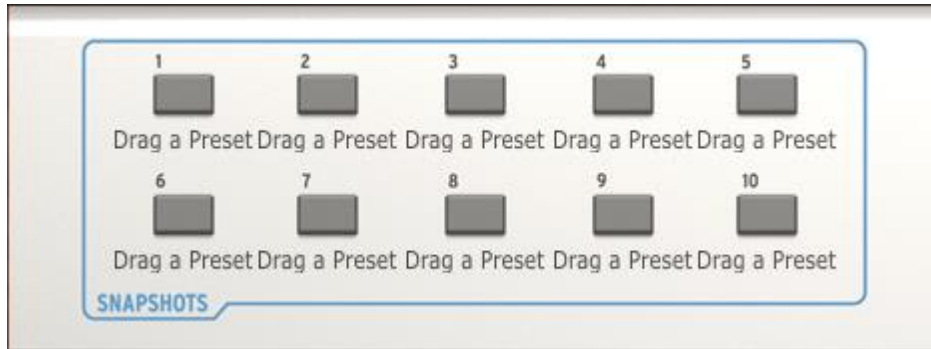 1 2 3 4 5
Drag a Preset Drag a Preset Drag a Preset Drag a Preset Drag a Preset
6 7 8 9 10
Drag a Preset Drag a Preset Drag a Preset Drag a Preset Drag a Preset
SNAPSHOTS